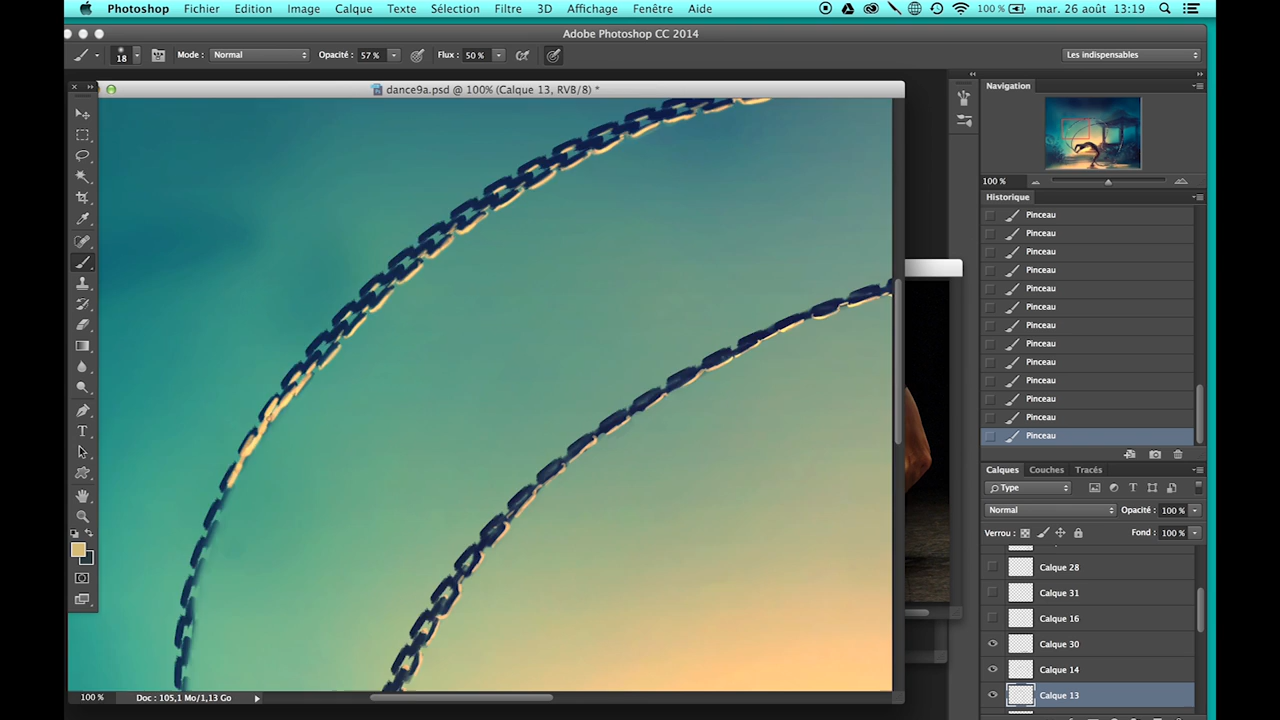 Photoshop Fichier Edition Image Calque Texte Sélection Filtre 3D Affichage Fenêtre Aide 100 % mar. 26 août 13:19
Adobe Photoshop CC 2014
18 Mode : Normal Opacité : 57 % Flux : 50 % Les indispensables
dance9a.psd @ 100% (Calque 13, RVB/8) *
Navigation
100 %
Historique
Pinceau
Pinceau
Pinceau
Pinceau
Pinceau
Pinceau
Pinceau
Pinceau
Pinceau
Pinceau
Pinceau
Pinceau
Pinceau
Calques Couches Tracés
Type
Normal Opacité : 100 %
Verrou : Fond : 100 %
Calque 28
Calque 31
Calque 16
Calque 30
Calque 14
Calque 13
100 % Doc : 105,1 Mo/1,13 Go